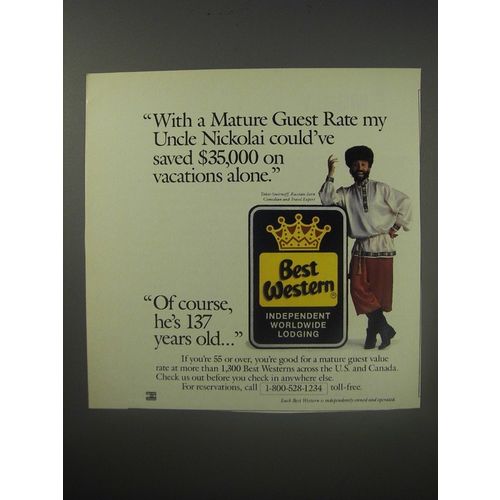 “With a Mature Guest Rate my
Uncle Nickolai could’ve
saved $35,000 on
vacations alone.”
Yakov Smirnoff, Russian-born
Comedian and Travel Expert
Best
Western®
INDEPENDENT
WORLDWIDE
LODGING
“Of course,
he’s 137
years old...”
If you’re 55 or over, you’re good for a mature guest value
rate at more than 1,300 Best Westerns across the U.S. and Canada.
Check us out before you check in anywhere else.
For reservations, call 1-800-528-1234 toll-free.
Each Best Western is independently owned and operated.